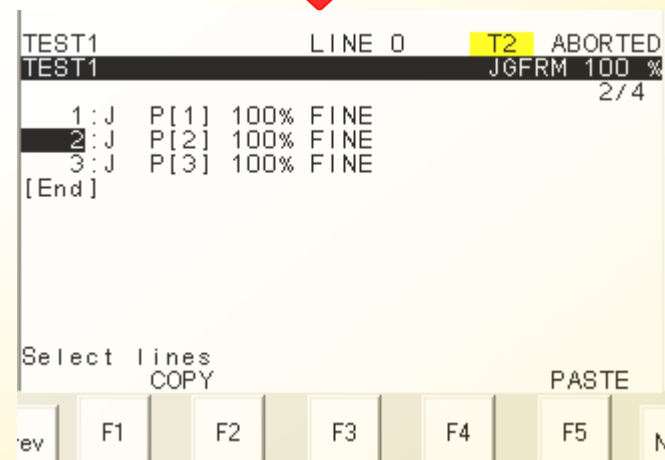 TEST1 LINE 0 T2 ABORTED
TEST1 JGFRM 100 %
2/4
1:J P[1] 100% FINE
2:J P[2] 100% FINE
3:J P[3] 100% FINE
[End]
Select lines
COPY PASTE
F1 F2 F3 F4 F5